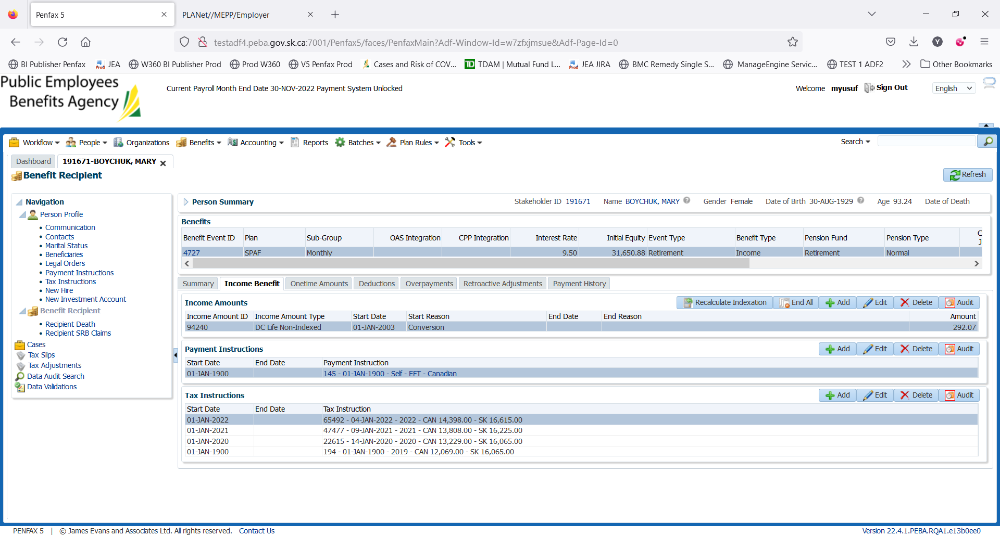 Penfax 5
PLANet//MEPP/Employer
testadf4.peba.gov.sk.ca:7001/Penfax5/faces/PenfaxMain?Adf-Window-Id=w7zfxjmsue&Adf-Page-Id=0
BI Publisher Penfax JEA W360 BI Publisher Prod Prod W360 V5 Penfax Prod Cases and Risk of COV... TD TDAM | Mutual Fund L... JEA JIRA BMC Remedy Single S... ManageEngine Servic... TEST 1 ADF2 Other Bookmarks
Public Employees
Benefits Agency
Current Payroll Month End Date 30-NOV-2022 Payment System Unlocked
Welcome myusuf Sign Out English
Workflow People Organizations Benefits Accounting Reports Batches Plan Rules Tools Search
Dashboard 191671-BOYCHUK, MARY
Benefit Recipient
Refresh
Navigation
Person Profile
Communication
Contacts
Marital Status
Beneficiaries
Legal Orders
Payment Instructions
Tax Instructions
New Hire
New Investment Account
Benefit Recipient
Recipient Death
Recipient SRB Claims
Cases
Tax Slips
Tax Adjustments
Data Audit Search
Data Validations
Person Summary Stakeholder ID 191671 Name BOYCHUK, MARY Gender Female Date of Birth 30-AUG-1929 Age 93.24 Date of Death
Benefits
Benefit Event ID Plan Sub-Group OAS Integration CPP Integration Interest Rate Initial Equity Event Type Benefit Type Pension Fund Pension Type C J
4727 SPAF Monthly 9.50 31,650.88 Retirement Income Retirement Normal
Summary Income Benefit Onetime Amounts Deductions Overpayments Retroactive Adjustments Payment History
Income Amounts Recalculate Indexation End All Add Edit Delete Audit
Income Amount ID Income Amount Type Start Date Start Reason End Date End Reason Amount
94240 DC Life Non-Indexed 01-JAN-2003 Conversion 292.07
Payment Instructions Add Edit Delete Audit
Start Date End Date Payment Instruction
01-JAN-1900 145 - 01-JAN-1900 - Self - EFT - Canadian
Tax Instructions Add Edit Delete Audit
Start Date End Date Tax Instruction
01-JAN-2022 65492 - 04-JAN-2022 - 2022 - CAN 14,398.00 - SK 16,615.00
01-JAN-2021 47477 - 09-JAN-2021 - 2021 - CAN 13,808.00 - SK 16,225.00
01-JAN-2020 22615 - 14-JAN-2020 - 2020 - CAN 13,229.00 - SK 16,065.00
01-JAN-1900 194 - 01-JAN-1900 - 2019 - CAN 12,069.00 - SK 16,065.00
PENFAX 5 | © James Evans and Associates Ltd. All rights reserved. Contact Us
Version 22.4.1.PEBA.RQA1.e13b0ee0